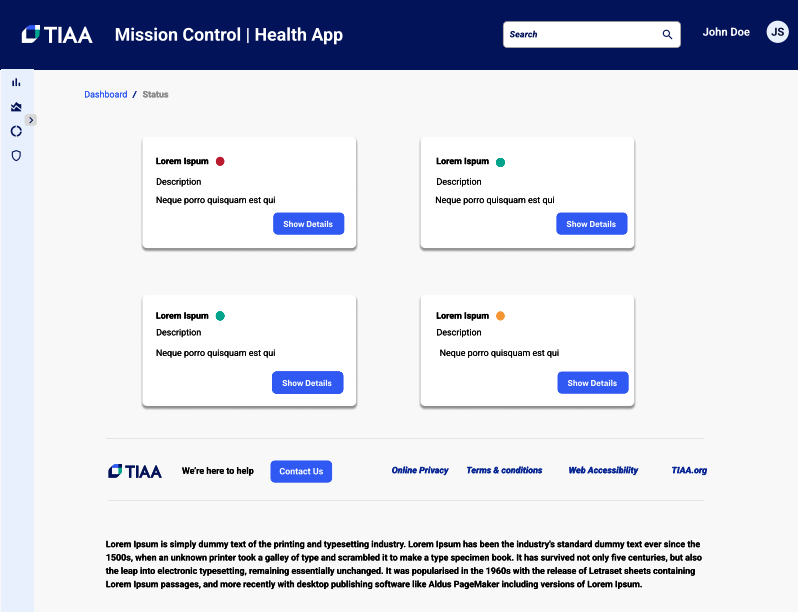 TIAA
Mission Control | Health App
Search
John Doe
JS
Dashboard / Status
Lorem Ispum
Description
Neque porro quisquam est qui
Show Details
Lorem Ispum
Description
Neque porro quisquam est qui
Show Details
Lorem Ispum
Description
Neque porro quisquam est qui
Show Details
Lorem Ispum
Description
Neque porro quisquam est qui
Show Details
TIAA
We're here to help
Contact Us
Online Privacy
Terms & conditions
Web Accessibility
TIAA.org
Lorem Ipsum is simply dummy text of the printing and typesetting industry. Lorem Ipsum has been the industry's standard dummy text ever since the
1500s, when an unknown printer took a galley of type and scrambled it to make a type specimen book. It has survived not only five centuries, but also
the leap into electronic typesetting, remaining essentially unchanged. It was popularised in the 1960s with the release of Letraset sheets containing
Lorem Ipsum passages, and more recently with desktop publishing software like Aldus PageMaker including versions of Lorem Ipsum.